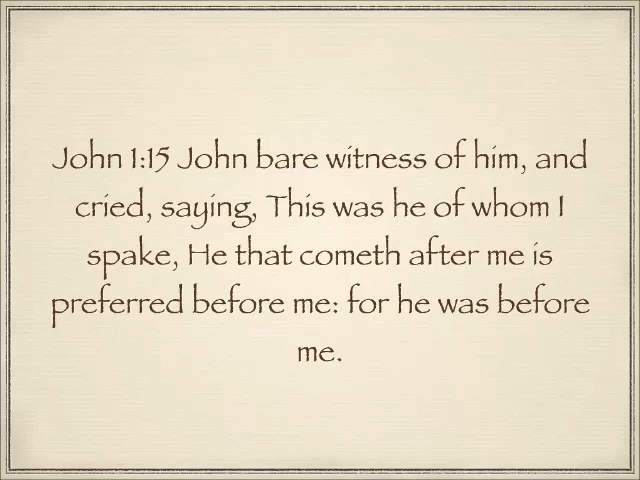 John 1:15 John bare witness of him, and
cried, saying, This was he of whom I
spake, He that cometh after me is
preferred before me: for he was before
me.